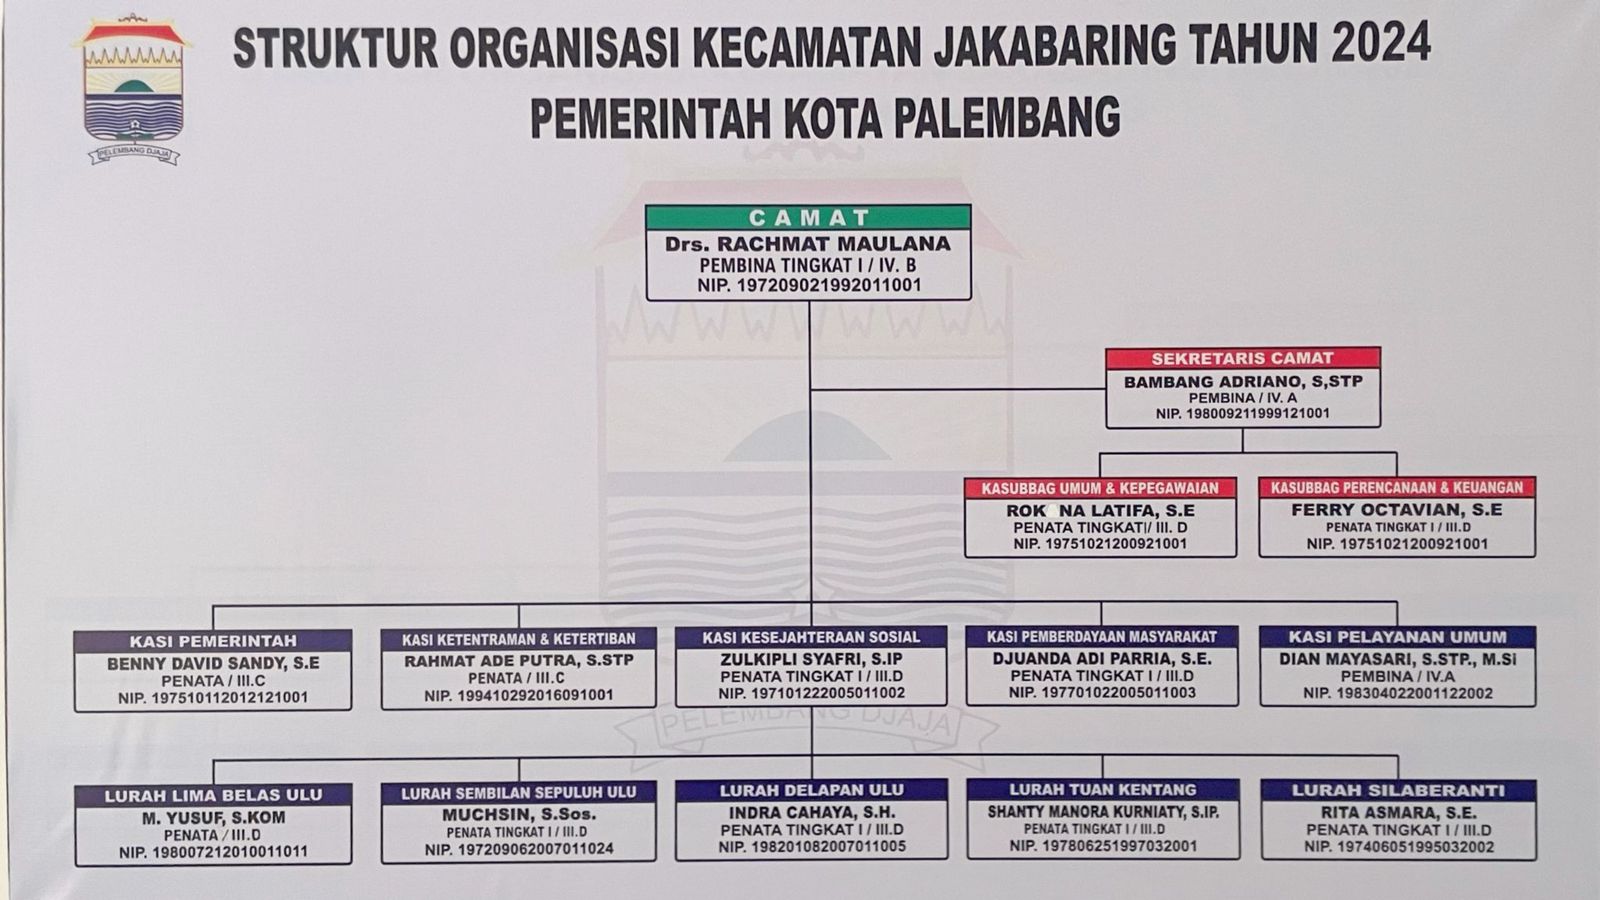 STRUKTUR ORGANISASI KECAMATAN JAKABARING TAHUN 2024
PEMERINTAH KOTA PALEMBANG
PELEMBANG DJAJA
CAMAT
Drs. RACHMAT MAULANA
PEMBINA TINGKAT I / IV. B
NIP. 197209021992011001
SEKRETARIS CAMAT
BAMBANG ADRIANO, S,STP
PEMBINA / IV. A
NIP. 198009211999121001
KASUBBAG UMUM & KEPEGAWAIAN
LATIFA, S.E
PENATA TINGKATI/ III. D
NIP. 19751021200921001
KASUBBAG PERENCANAAN & KEUANGAN
FERRY OCTAVIAN, S.E
PENATA TINGKAT I / III.D
NIP. 19751021200921001
KASI PEMERINTAH
BENNY DAVID SANDY, S.E
PENATA / III.C
NIP. 197510112012121001
KASI KETENTRAMAN & KETERTIBAN
RAHMAT ADE PUTRA, S.STP
PENATA / III.C
NIP. 199410292016091001
KASI KESEJAHTERAAN SOSIAL
ZULKIPLI SYAFRI, S.IP
PENATA TINGKAT I / III.D
NIP. 197101222005011002
KASI PEMBERDAYAAN MASYARAKAT
DJUANDA ADI PARRIA, S.E.
PENATA TINGKAT I / III.D
NIP. 197701022005011003
KASI PELAYANAN UMUM
DIAN MAYASARI, S.STP., M.Si
PEMBINA / IV.A
NIP. 198304022001122002
PELEMBANG DJAJA
LURAH LIMA BELAS ULU
M. YUSUF, S.KOM
PENATA / III.D
NIP. 198007212010011011
LURAH SEMBILAN SEPULUH ULU
MUCHSIN, S.Sos.
PENATA TINGKAT I / III.D
NIP. 197209062007011024
LURAH DELAPAN ULU
INDRA CAHAYA, S.H.
PENATA TINGKAT I / III.D
NIP. 198201082007011005
LURAH TUAN KENTANG
SHANTY MANORA KURNIATY, S.IP.
PENATA TINGKAT I / III.D
NIP. 197806251997032001
LURAH SILABERANTI
RITA ASMARA, S.E.
PENATA TINGKAT I / III.D
NIP. 197406051995032002